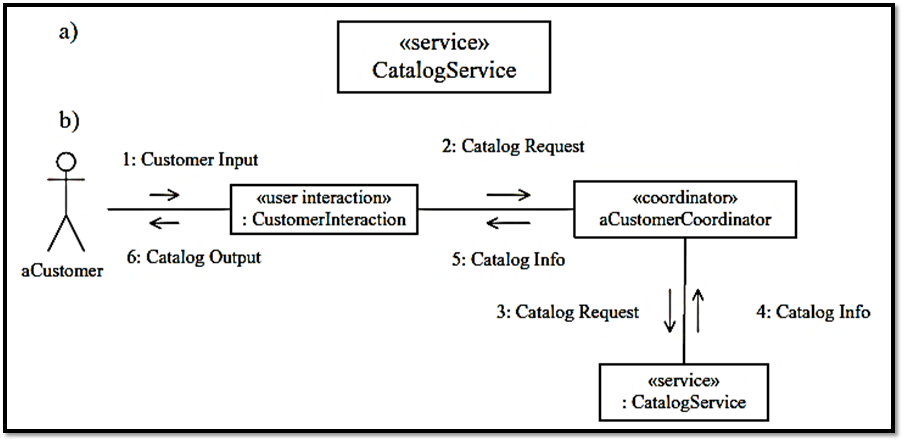 a)
«service»
CatalogService
b)
1: Customer Input
2: Catalog Request
«user interaction»
: CustomerInteraction
«coordinator»
aCustomerCoordinator
aCustomer
6: Catalog Output
5: Catalog Info
3: Catalog Request
4: Catalog Info
«service»
: CatalogService